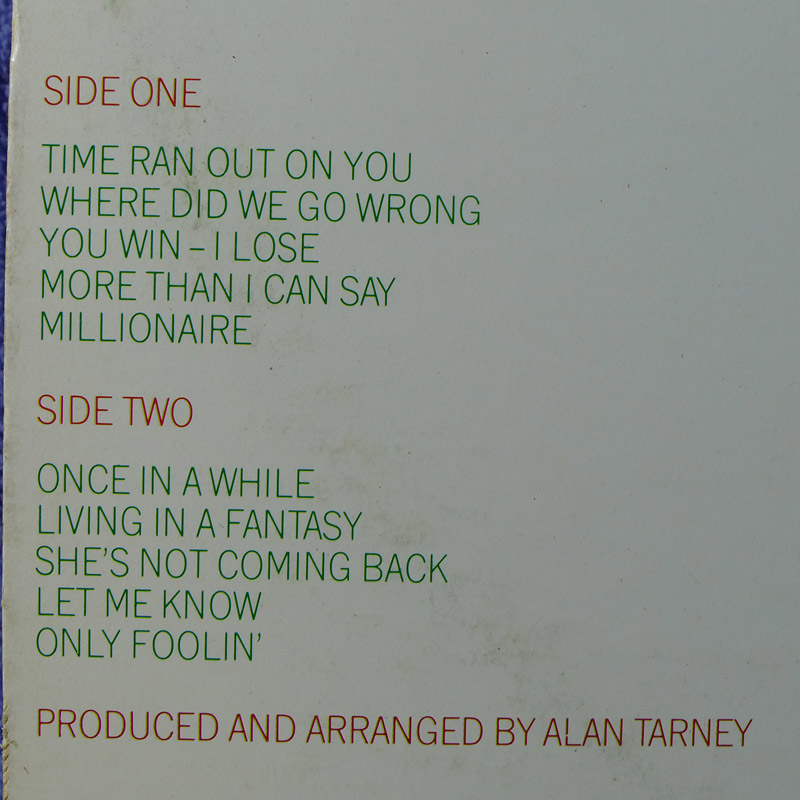 SIDE ONE
TIME RAN OUT ON YOU
WHERE DID WE GO WRONG
YOU WIN – I LOSE
MORE THAN I CAN SAY
MILLIONAIRE
SIDE TWO
ONCE IN A WHILE
LIVING IN A FANTASY
SHE'S NOT COMING BACK
LET ME KNOW
ONLY FOOLIN'
PRODUCED AND ARRANGED BY ALAN TARNEY